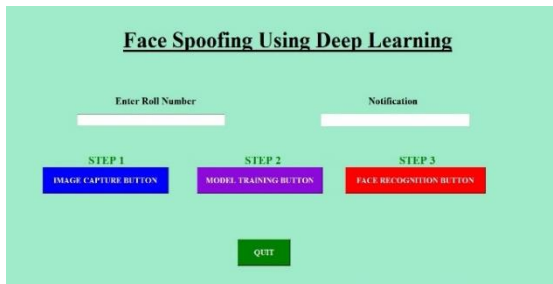 Face Spoofing Using Deep Learning
Enter Roll Number
Notification
STEP 1
STEP 2
STEP 3
IMAGE CAPTURE BUTTON
MODEL TRAINING BUTTON
FACE RECOGNITION BUTTON
QUIT